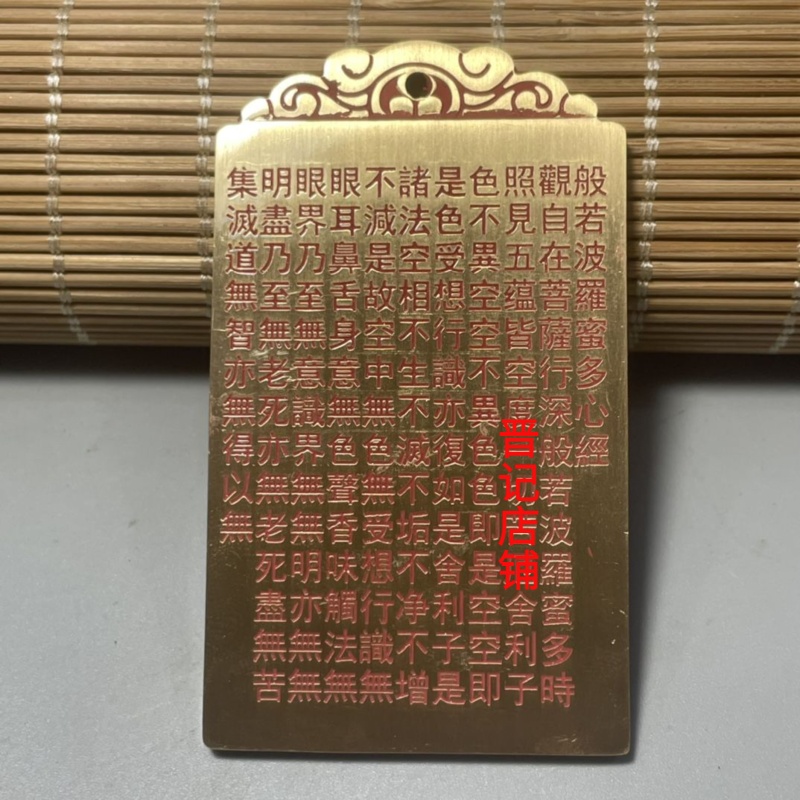 般若波羅蜜多心經
觀自在菩薩行深般若波羅蜜多時
照見五蕴皆空度舍利子
色不異空空不異色色即是空空即
是色受想行識亦復如是舍利子是
諸法空相不生不滅不垢不净不增
不減是故空中無色無受想行識無
眼耳鼻舌身意無色聲香味觸法無
眼界乃至無意識界無無明亦無無
明盡乃至無老死亦無老死盡無苦
集滅道無智亦無得以無
晋记店铺